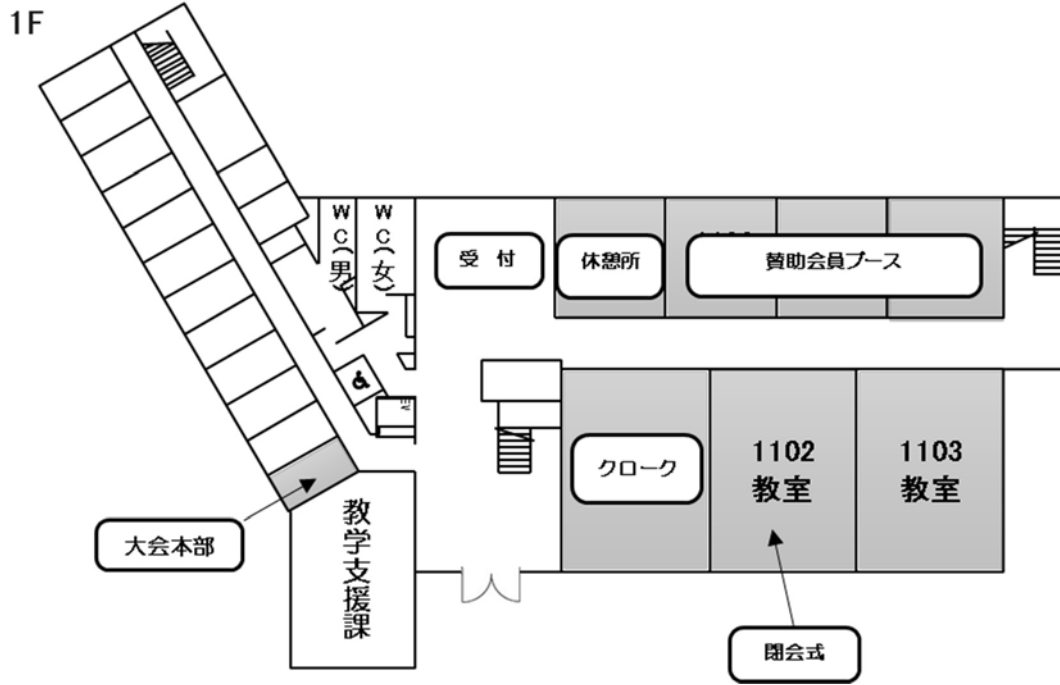 1F
WC(男)
WC(女)
受 付
休憩所
賛助会員ブース
クローク
1102
教室
1103
教室
大会本部
教学支援課
閉会式